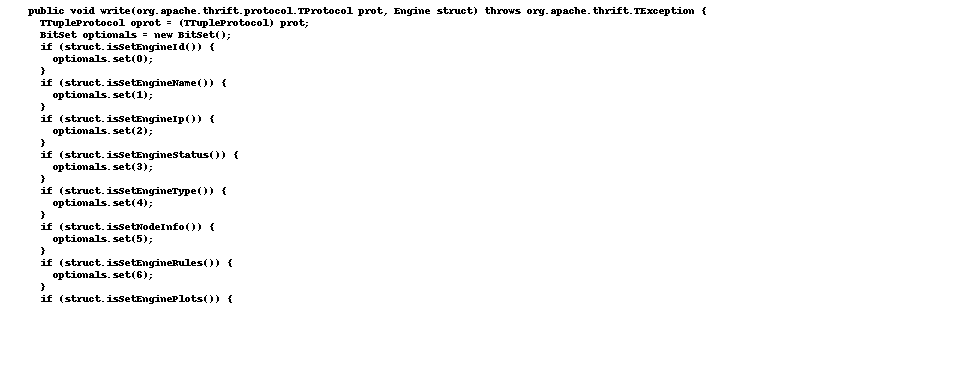 public void write(org.apache.thrift.protocol.TProtocol prot, Engine struct) throws org.apache.thrift.TException {
  TTupleProtocol oprot = (TTupleProtocol) prot;
  BitSet optionals = new BitSet();
  if (struct.isSetEngineId()) {
    optionals.set(0);
  }
  if (struct.isSetEngineName()) {
    optionals.set(1);
  }
  if (struct.isSetEngineIp()) {
    optionals.set(2);
  }
  if (struct.isSetEngineStatus()) {
    optionals.set(3);
  }
  if (struct.isSetEngineType()) {
    optionals.set(4);
  }
  if (struct.isSetNodeInfo()) {
    optionals.set(5);
  }
  if (struct.isSetEngineRules()) {
    optionals.set(6);
  }
  if (struct.isSetEnginePlots()) {